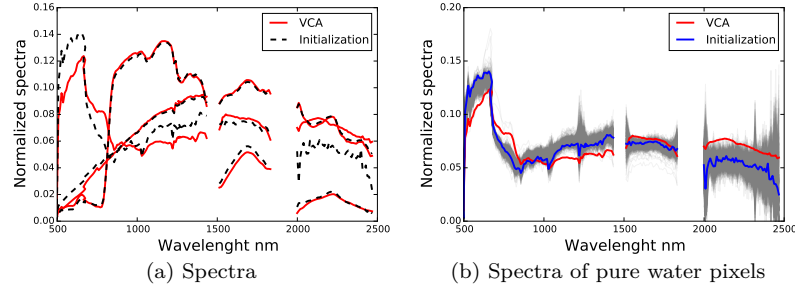 0.16
0.14
0.12
0.10
0.08
0.06
0.04
0.02
0.00
Normalized spectra
VCA
Initialization
500
1000
1500
2000
2500
Wavelenght nm
(a) Spectra
0.20
0.15
0.10
0.05
0.00
Normalized spectra
VCA
Initialization
500
1000
1500
2000
2500
Wavelenght nm
(b) Spectra of pure water pixels